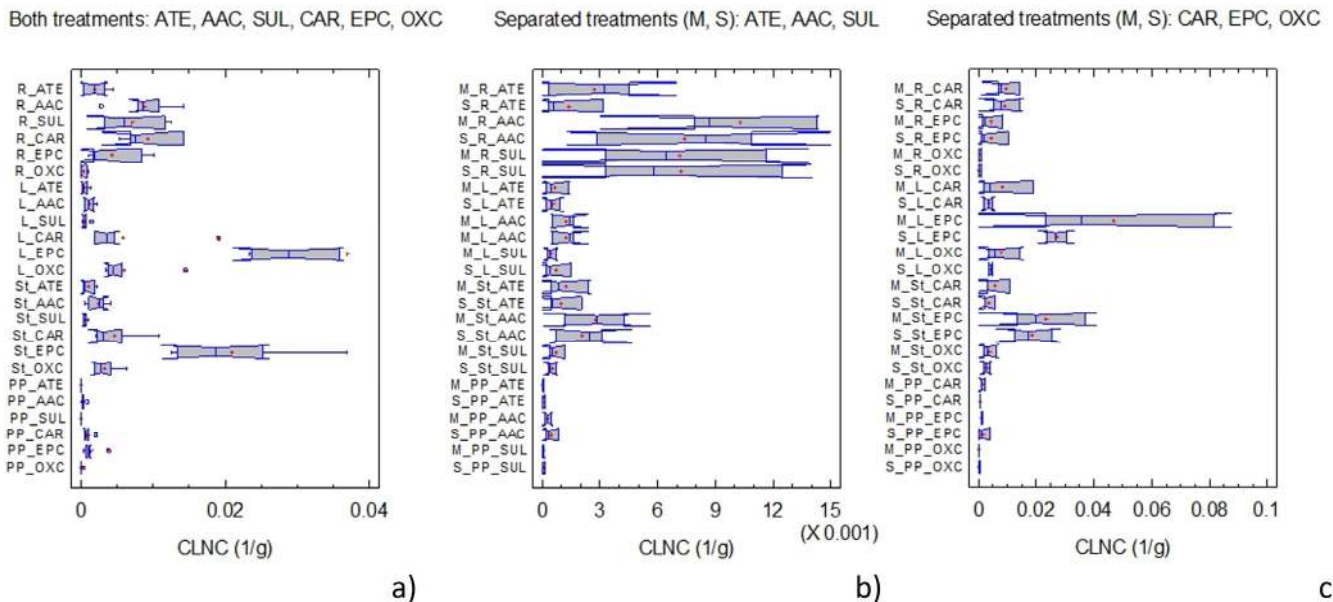 Both treatments: ATE, AAC, SUL, CAR, EPC, OXC
R_ATE
R_AAC
R_SUL
R_CAR
R_EPC
R_OXC
L_ATE
L_AAC
L_SUL
L_CAR
L_EPC
L_OXC
St_ATE
St_AAC
St_SUL
St_CAR
St_EPC
St_OXC
PP_ATE
PP_AAC
PP_SUL
PP_CAR
PP_EPC
PP_OXC
0 0.02 0.04
CLNC (1/g)
a)
Separated treatments (M, S): ATE, AAC, SUL
M_R_ATE
S_R_ATE
M_R_AAC
S_R_AAC
M_R_SUL
S_R_SUL
M_L_ATE
S_L_ATE
M_L_AAC
M_L_AAC
M_L_SUL
S_L_SUL
M_St_ATE
S_St_ATE
M_St_AAC
S_St_AAC
M_St_SUL
S_St_SUL
M_PP_ATE
S_PP_ATE
M_PP_AAC
S_PP_AAC
M_PP_SUL
S_PP_SUL
0 3 6 9 12 15
(X 0.001)
CLNC (1/g)
b)
Separated treatments (M, S): CAR, EPC, OXC
M_R_CAR
S_R_CAR
M_R_EPC
S_R_EPC
M_R_OXC
S_R_OXC
M_L_CAR
S_L_CAR
M_L_EPC
S_L_EPC
M_L_OXC
S_L_OXC
M_St_CAR
S_St_CAR
M_St_EPC
S_St_EPC
M_St_OXC
S_St_OXC
M_PP_CAR
S_PP_CAR
M_PP_EPC
S_PP_EPC
M_PP_OXC
S_PP_OXC
0 0.02 0.04 0.06 0.08 0.1
CLNC (1/g)
c